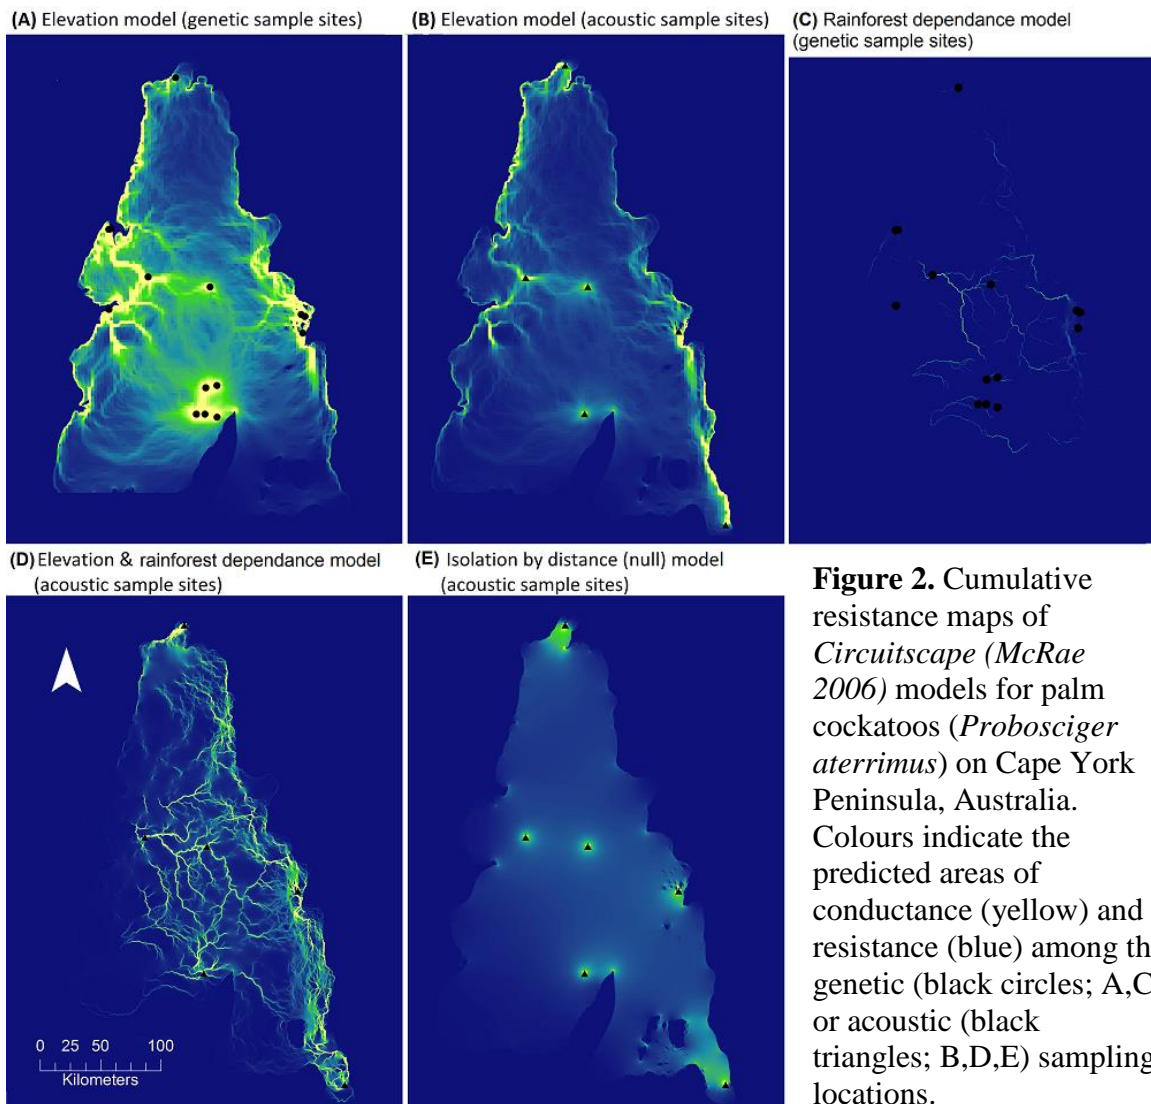 (A) Elevation model (genetic sample sites)
(B) Elevation model (acoustic sample sites)
(C) Rainforest dependance model
(genetic sample sites)
(D) Elevation & rainforest dependance model
(acoustic sample sites)
(E) Isolation by distance (null) model
(acoustic sample sites)
0 25 50 100
Kilometers
Figure 2. Cumulative
resistance maps of
Circuitscape (McRae
2006) models for palm
cockatoos (Probosciger
aterrimus) on Cape York
Peninsula, Australia.
Colours indicate the
predicted areas of
conductance (yellow) and
resistance (blue) among th
genetic (black circles; A,C
or acoustic (black
triangles; B,D,E) sampling
locations.